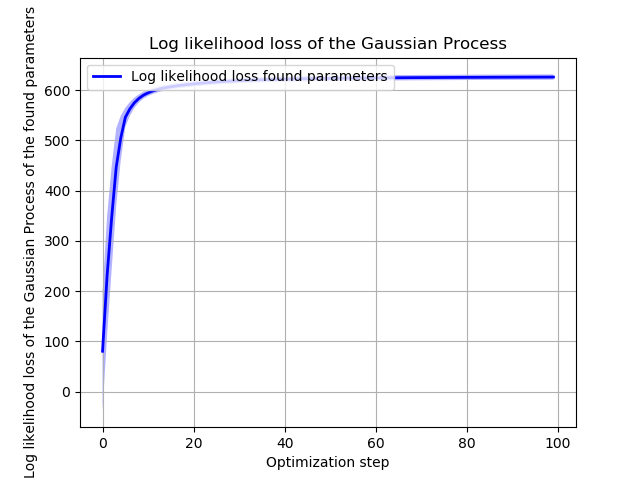 Log likelihood loss of the Gaussian Process
Log likelihood loss found parameters
Log likelihood loss of the Gaussian Process of the found parameters
600
500
400
300
200
100
0
0 20 40 60 80 100
Optimization step